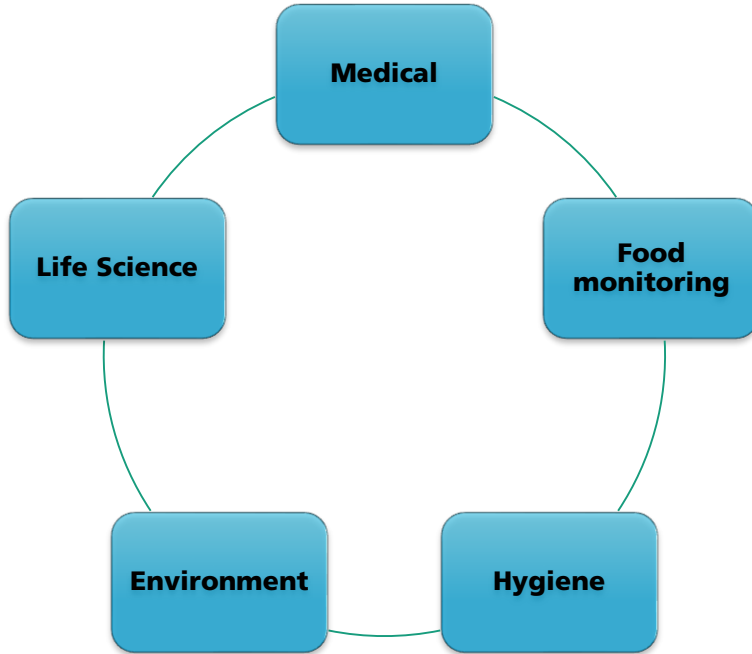 Medical
Food
monitoring
Hygiene
Environment
Life Science